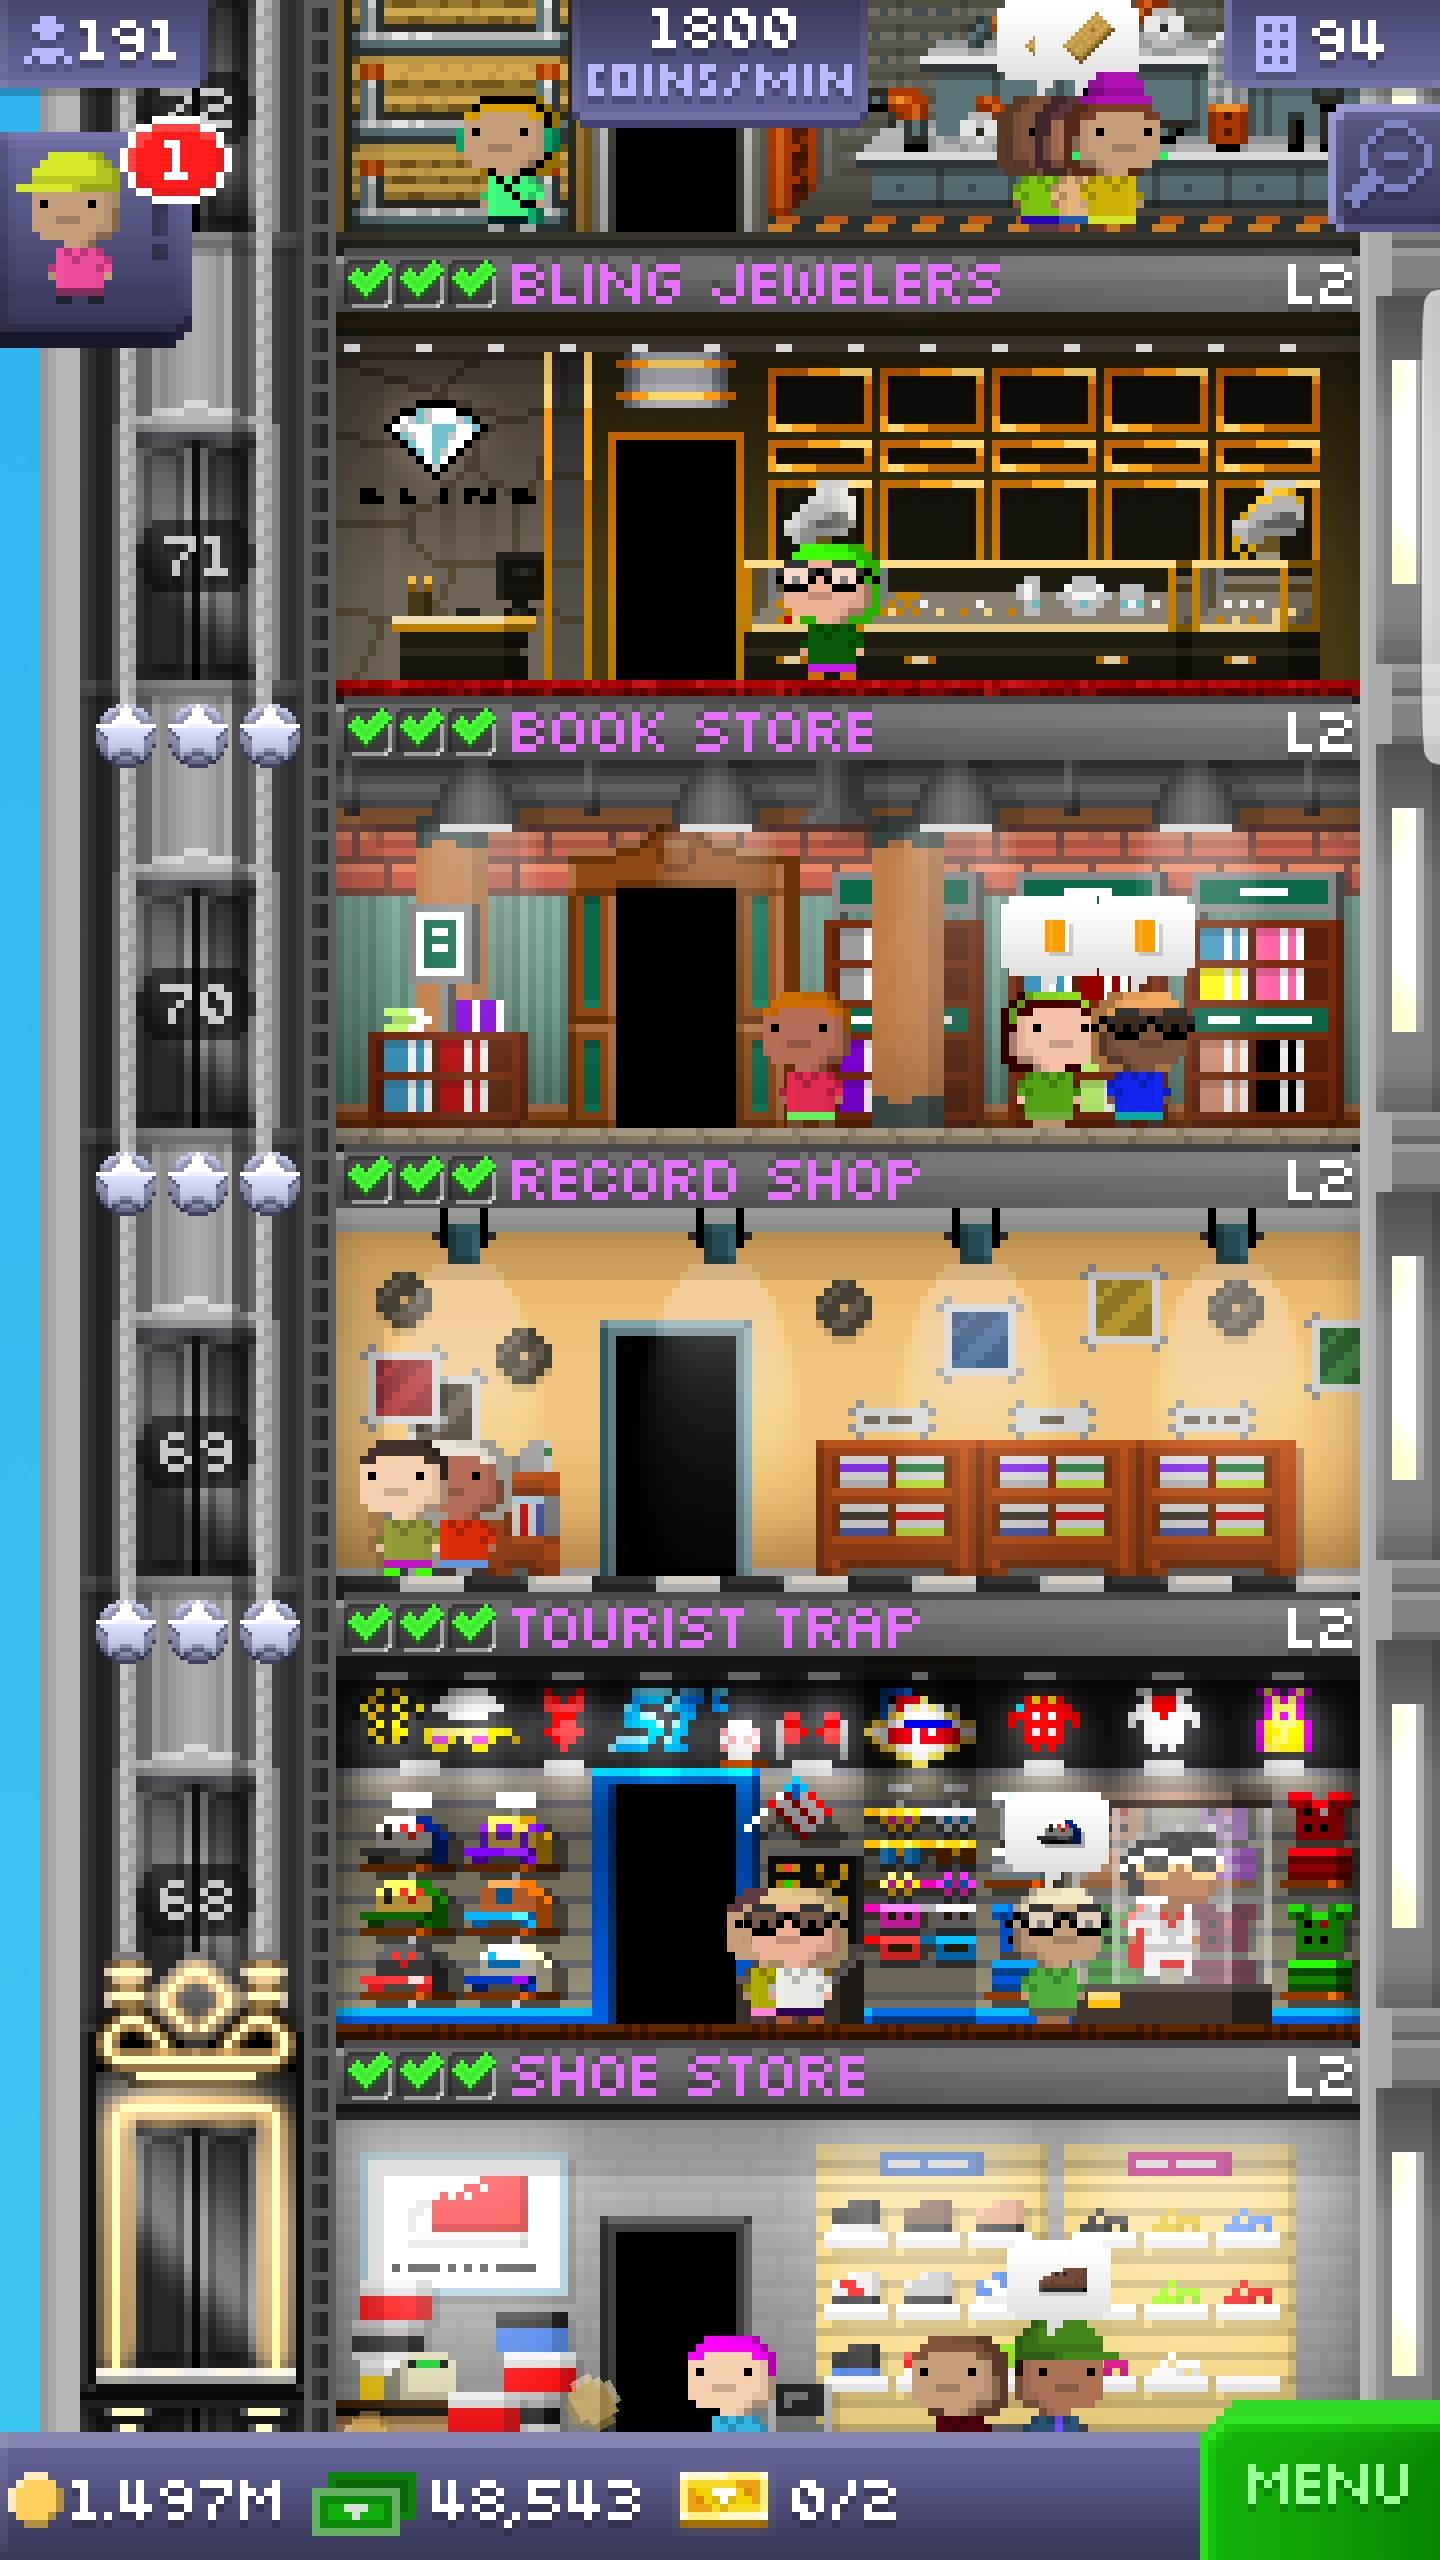 191
1800
COINS/MIN
94
1
BLING JEWELERS L2
BLING
71
BOOK STORE L2
70
RECORD SHOP L2
69
TOURIST TRAP L2
68
SHOE STORE L2
1.497M 48,543 0/2
MENU